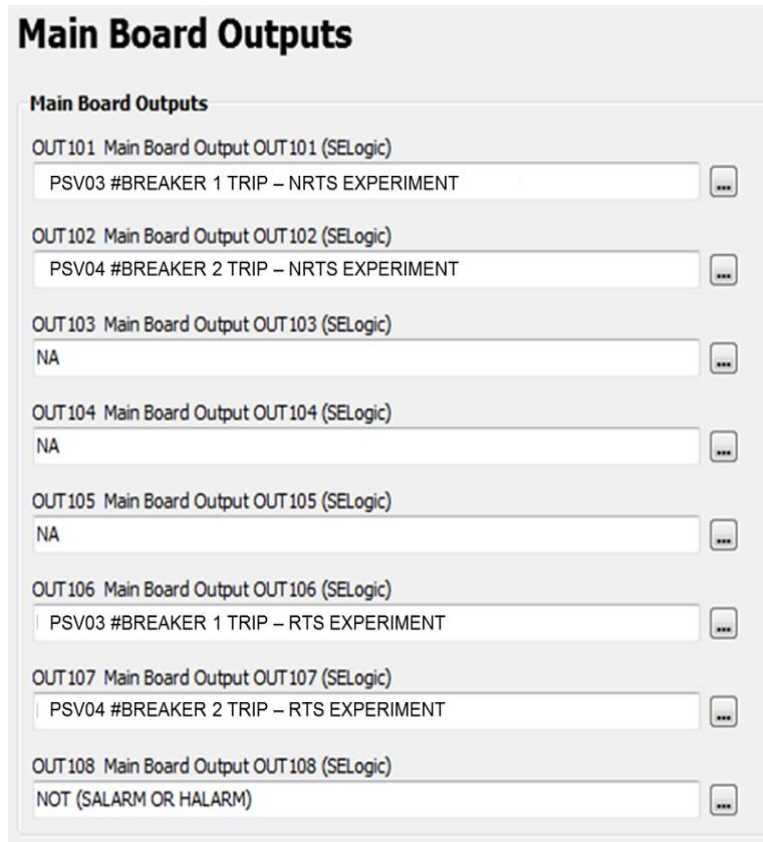 Main Board Outputs
Main Board Outputs
OUT101 Main Board Output OUT101 (SELogic)
PSV03 #BREAKER 1 TRIP – NRTS EXPERIMENT
...
OUT102 Main Board Output OUT102 (SELogic)
PSV04 #BREAKER 2 TRIP – NRTS EXPERIMENT
...
OUT103 Main Board Output OUT103 (SELogic)
NA
...
OUT104 Main Board Output OUT104 (SELogic)
NA
...
OUT105 Main Board Output OUT105 (SELogic)
NA
...
OUT106 Main Board Output OUT106 (SELogic)
PSV03 #BREAKER 1 TRIP – RTS EXPERIMENT
...
OUT107 Main Board Output OUT107 (SELogic)
PSV04 #BREAKER 2 TRIP – RTS EXPERIMENT
...
OUT108 Main Board Output OUT108 (SELogic)
NOT (SALARM OR HALARM)
...